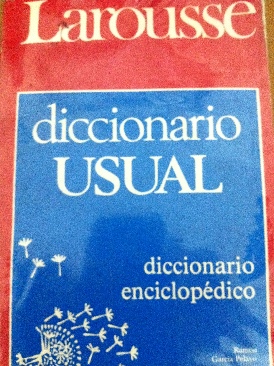 Larousse
diccionario
USUAL
diccionario
enciclopédico
Ramón
García Pelayo